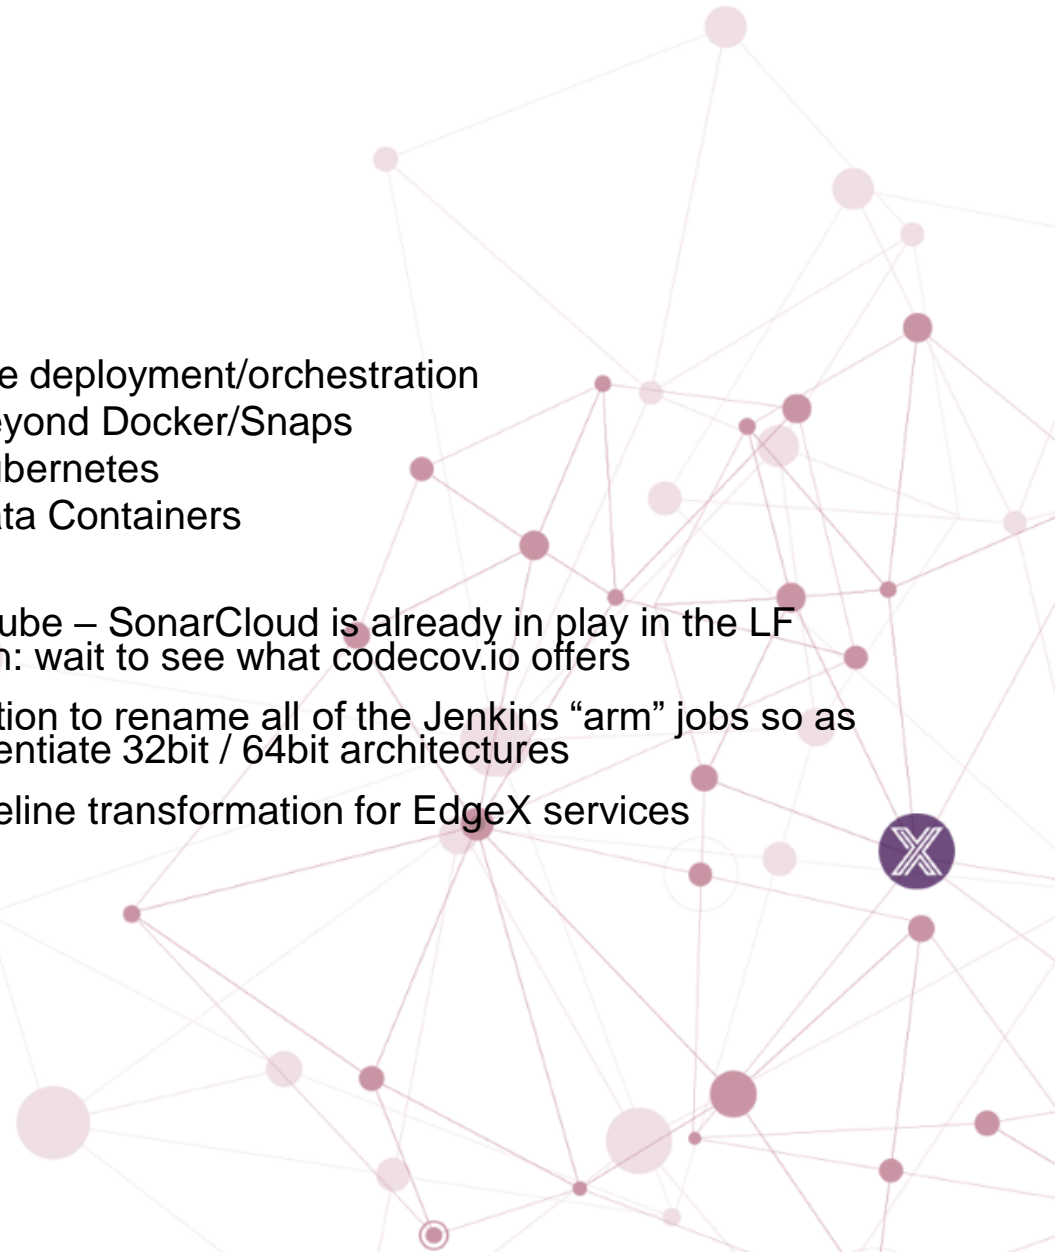 e deployment/orchestration
eyond Docker/Snaps
ubernetes
ata Containers
ube – SonarCloud is already in play in the LF
n: wait to see what codecov.io offers
tion to rename all of the Jenkins “arm” jobs so as
entiate 32bit / 64bit architectures
eline transformation for EdgeX services